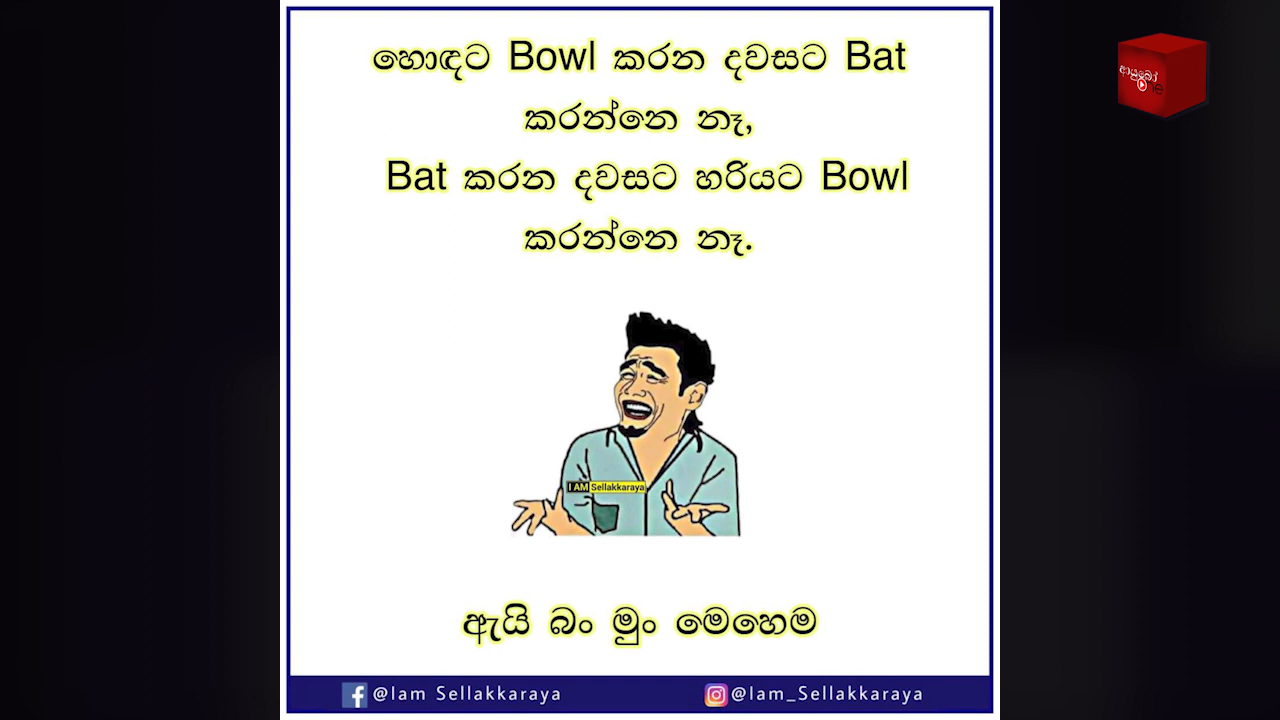 හොඳට Bowl කරන දවසට Bat
කරන්නෙ නෑ,
Bat කරන දවසට හරියට Bowl
කරන්නෙ නෑ.
I AM Sellakkaraya
ඇයි බං මුං මෙහෙම
@Iam Sellakkaraya
@Iam_Sellakkaraya